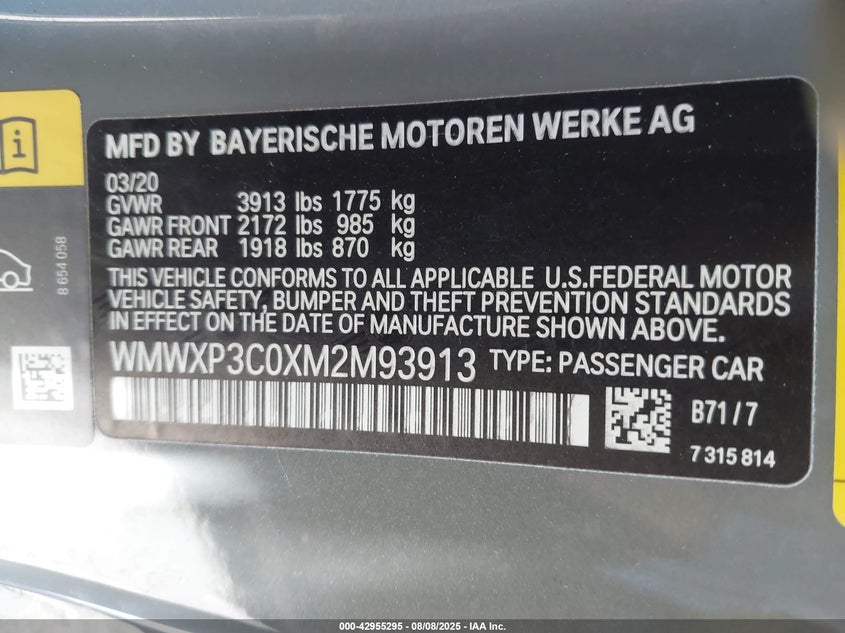 MFD BY BAYERISCHE MOTOREN WERKE AG
03/20
GVWR 3913 lbs 1775 kg
GAWR FRONT 2172 lbs 985 kg
GAWR REAR 1918 lbs 870 kg
THIS VEHICLE CONFORMS TO ALL APPLICABLE U.S.FEDERAL MOTOR
VEHICLE SAFETY, BUMPER AND THEFT PREVENTION STANDARDS
IN EFFECT ON THE DATE OF MANUFACTURE SHOWN ABOVE.
WMWXP3C0XM2M93913 TYPE: PASSENGER CAR
B71/7
7 315 814
8 654 058
000-42955295 - 08/08/2025 - IAA Inc.